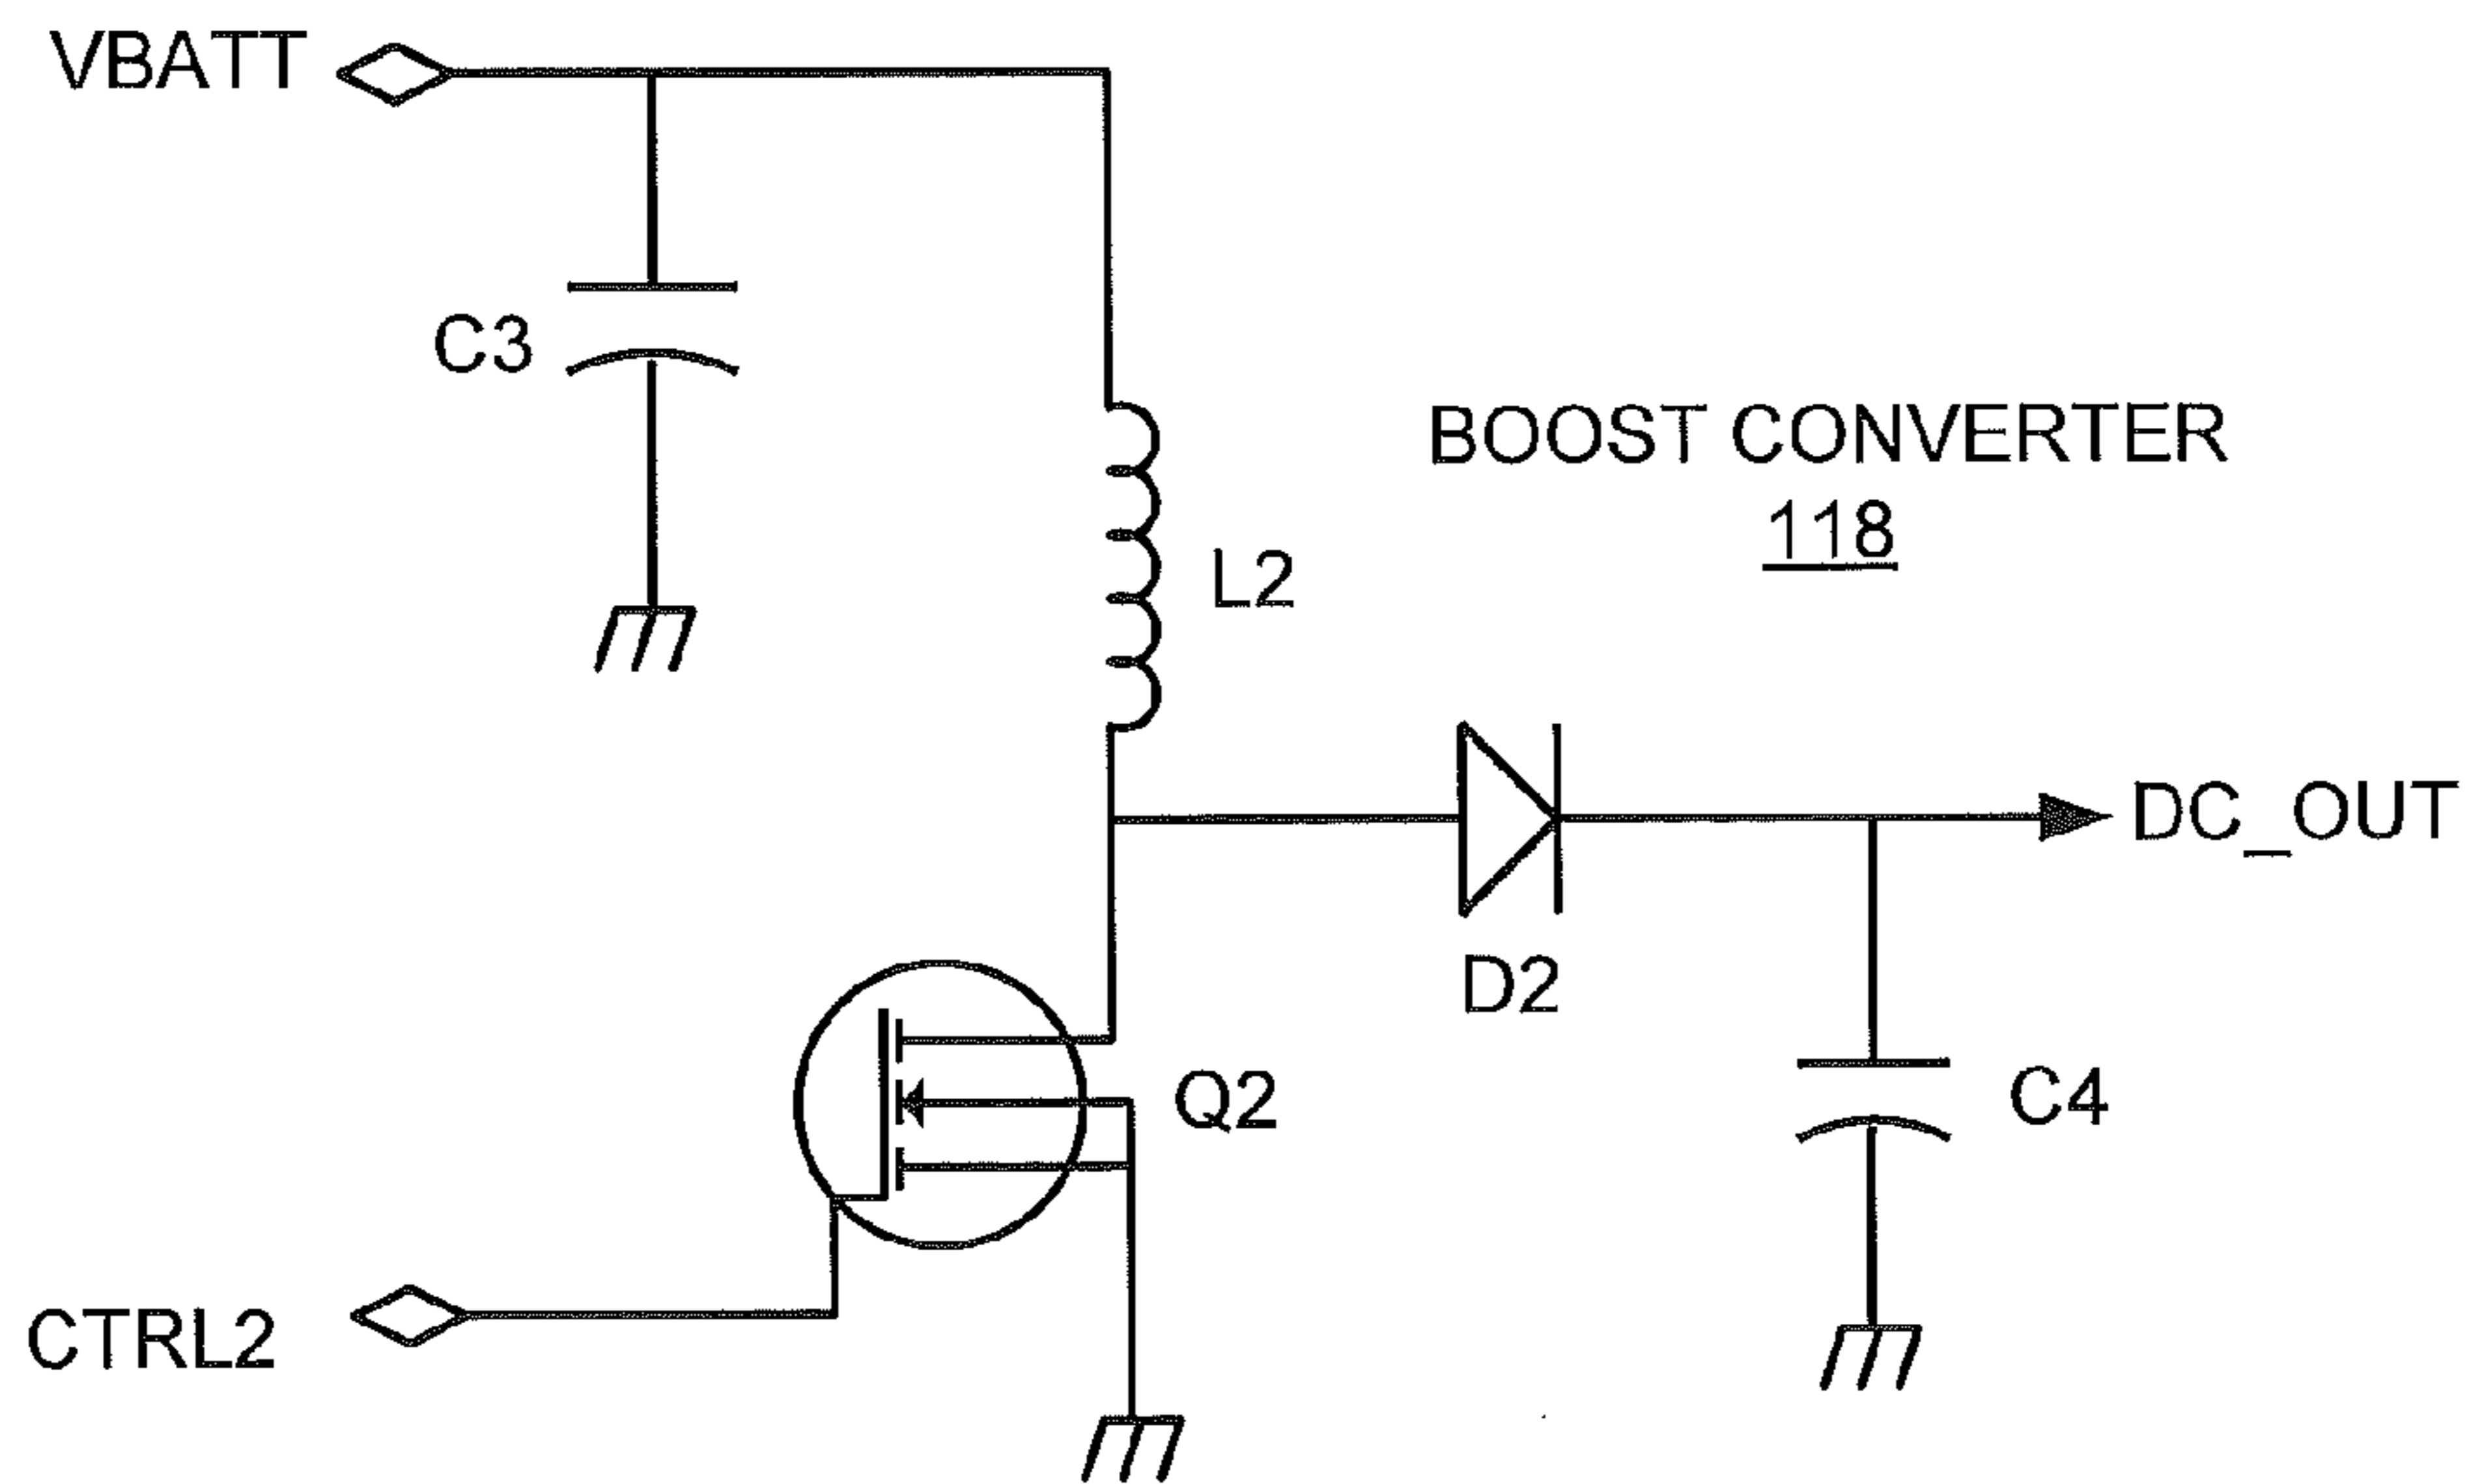 VBATT
C3
BOOST CONVERTER
118
L2
DC_OUT
D2
Q2
C4
CTRL2